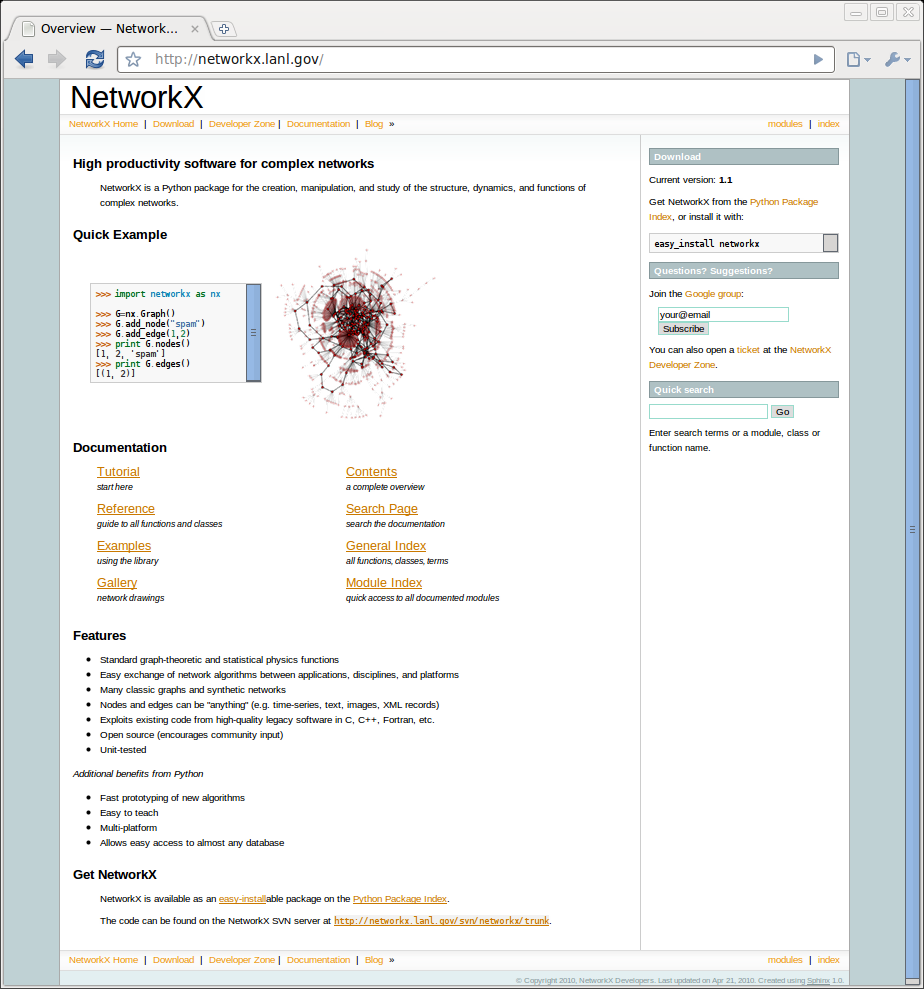 Overview — Network...
http://networkx.lanl.gov/
NetworkX
NetworkX Home | Download | Developer Zone | Documentation | Blog »
modules | index
High productivity software for complex networks
NetworkX is a Python package for the creation, manipulation, and study of the structure, dynamics, and functions of
complex networks.
Quick Example
>>> import networkx as nx
>>> G=nx.Graph()
>>> G.add_node("spam")
>>> G.add_edge(1,2)
>>> print G.nodes()
[1, 2, 'spam']
>>> print G.edges()
[(1, 2)]
Documentation
Tutorial
start here
Reference
guide to all functions and classes
Examples
using the library
Gallery
network drawings
Contents
a complete overview
Search Page
search the documentation
General Index
all functions, classes, terms
Module Index
quick access to all documented modules
Features
Standard graph-theoretic and statistical physics functions
Easy exchange of network algorithms between applications, disciplines, and platforms
Many classic graphs and synthetic networks
Nodes and edges can be "anything" (e.g. time-series, text, images, XML records)
Exploits existing code from high-quality legacy software in C, C++, Fortran, etc.
Open source (encourages community input)
Unit-tested
Additional benefits from Python
Fast prototyping of new algorithms
Easy to teach
Multi-platform
Allows easy access to almost any database
Get NetworkX
NetworkX is available as an easy-installable package on the Python Package Index.
The code can be found on the NetworkX SVN server at http://networkx.lanl.gov/svn/networkx/trunk.
Download
Current version: 1.1
Get NetworkX from the Python Package
Index, or install it with:
easy_install networkx
Questions? Suggestions?
Join the Google group:
your@email
Subscribe
You can also open a ticket at the NetworkX
Developer Zone.
Quick search
Go
Enter search terms or a module, class or
function name.
NetworkX Home | Download | Developer Zone | Documentation | Blog »
modules | index
© Copyright 2010, NetworkX Developers. Last updated on Apr 21, 2010. Created using Sphinx 1.0.